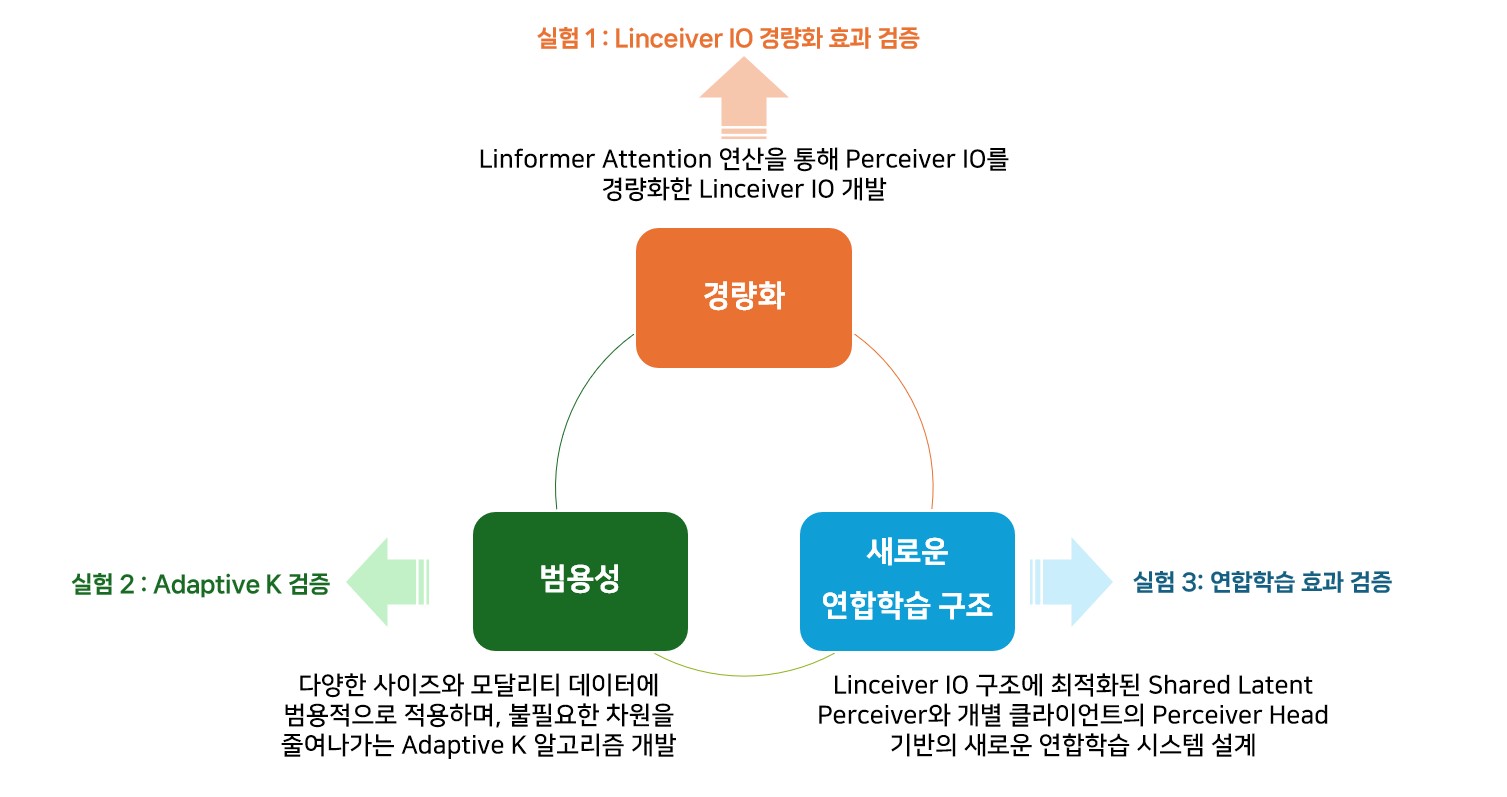 실험 1 : Linceiver IO 경량화 효과 검증
Linformer Attention 연산을 통해 Perceiver IO를
경량화한 Linceiver IO 개발
경량화
범용성
새로운
연합학습 구조
실험 2 : Adaptive K 검증
실험 3: 연합학습 효과 검증
다양한 사이즈와 모달리티 데이터에
범용적으로 적용하며, 불필요한 차원을
줄여나가는 Adaptive K 알고리즘 개발
Linceiver IO 구조에 최적화된 Shared Latent
Perceiver와 개별 클라이언트의 Perceiver Head
기반의 새로운 연합학습 시스템 설계